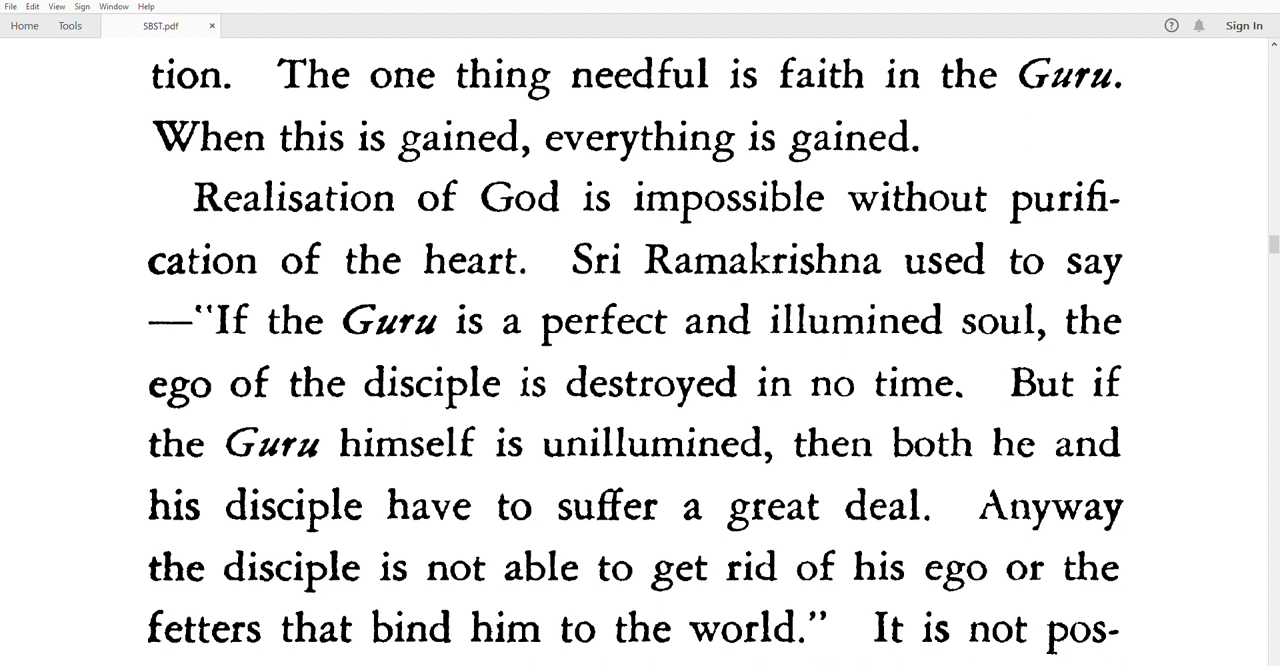 File Edit View Sign Window Help
Home Tools SBST.pdf × ? Sign In
tion. The one thing needful is faith in the Guru.
When this is gained, everything is gained.
Realisation of God is impossible without purifi-
cation of the heart. Sri Ramakrishna used to say
—"If the Guru is a perfect and illumined soul, the
ego of the disciple is destroyed in no time. But if
the Guru himself is unillumined, then both he and
his disciple have to suffer a great deal. Anyway
the disciple is not able to get rid of his ego or the
fetters that bind him to the world." It is not pos-